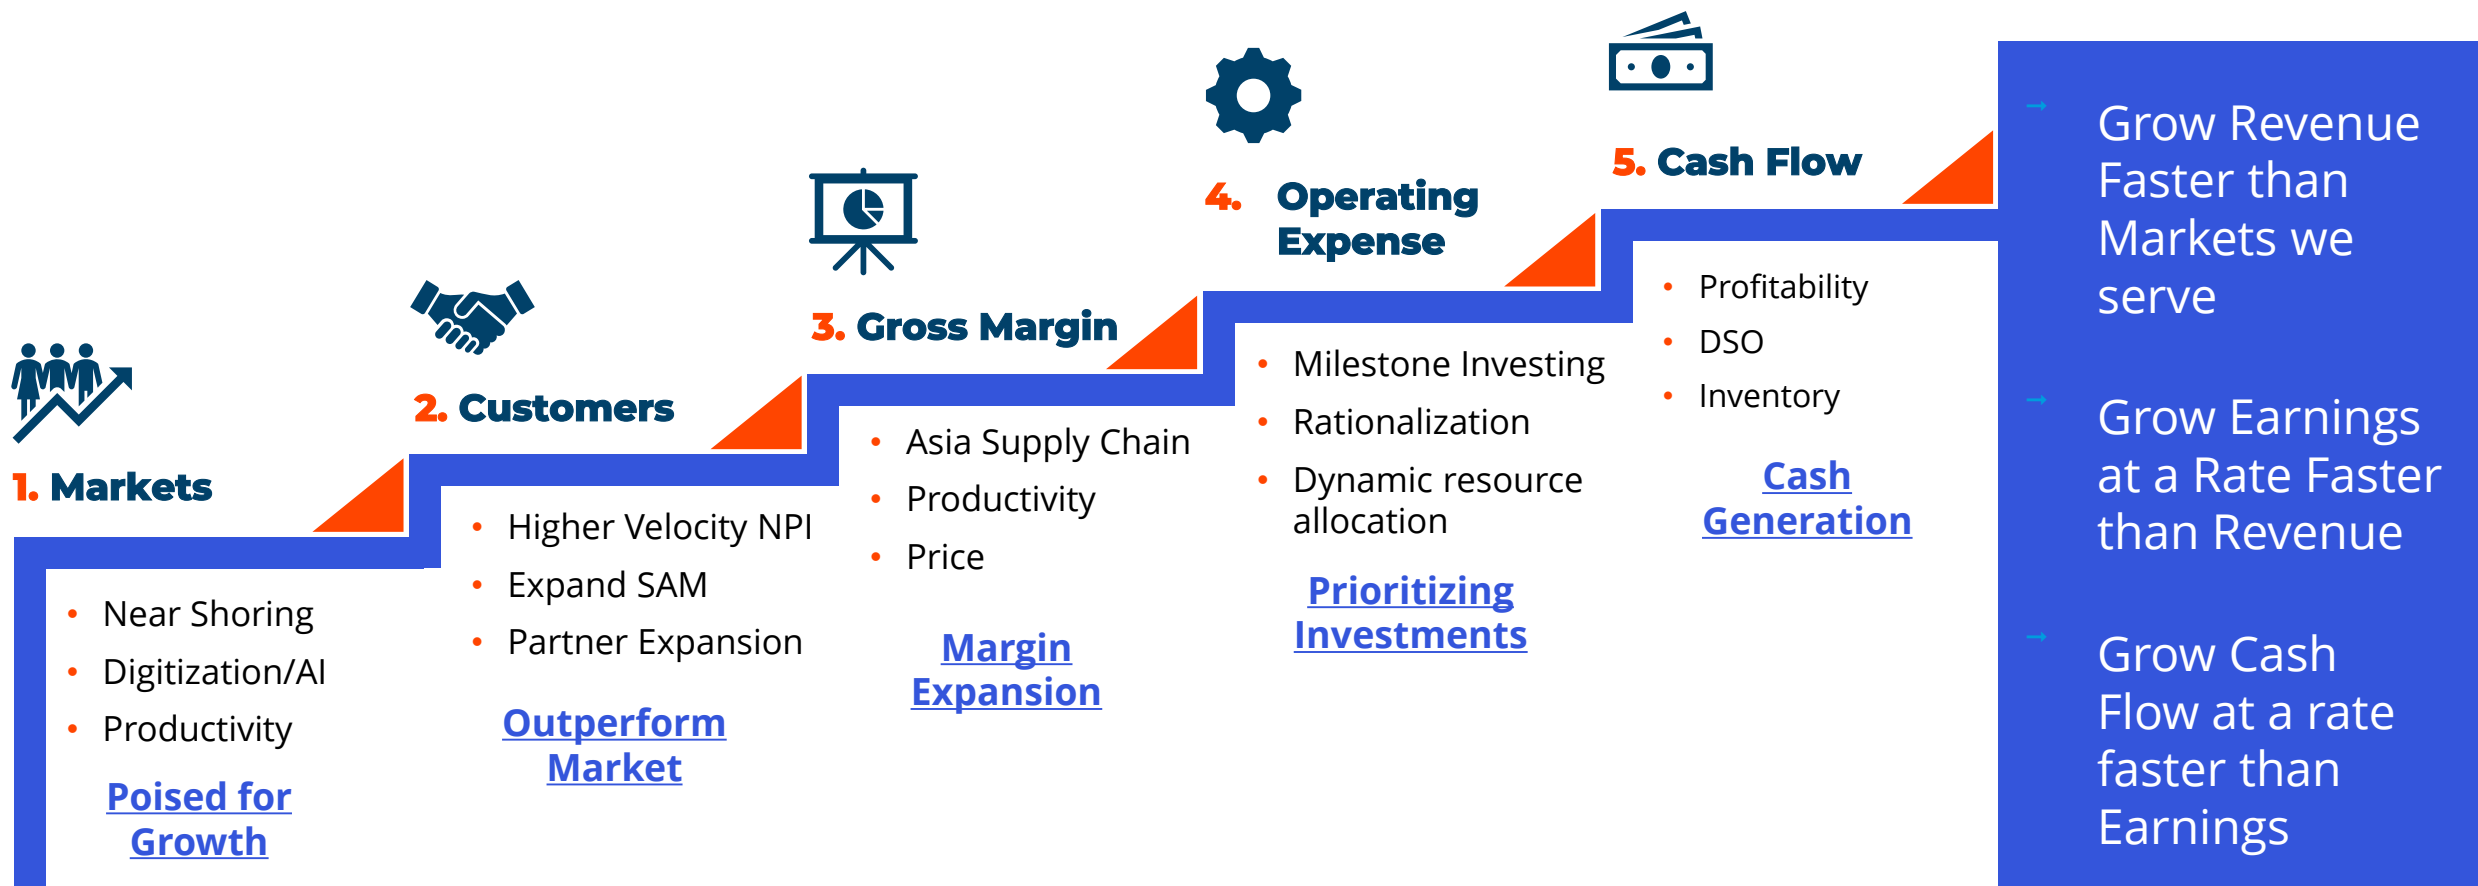 1. Markets
• Near Shoring
• Digitization/AI
• Productivity
Poised for
Growth
2. Customers
• Higher Velocity NPI
• Expand SAM
• Partner Expansion
Outperform
Market
3. Gross Margin
• Asia Supply Chain
• Productivity
• Price
Margin
Expansion
4. Operating
Expense
• Milestone Investing
• Rationalization
• Dynamic resource
allocation
Prioritizing
Investments
5. Cash Flow
• Profitability
• DSO
• Inventory
Cash
Generation
→ Grow Revenue
Faster than
Markets we
serve
→ Grow Earnings
at a Rate Faster
than Revenue
→ Grow Cash
Flow at a rate
faster than
Earnings